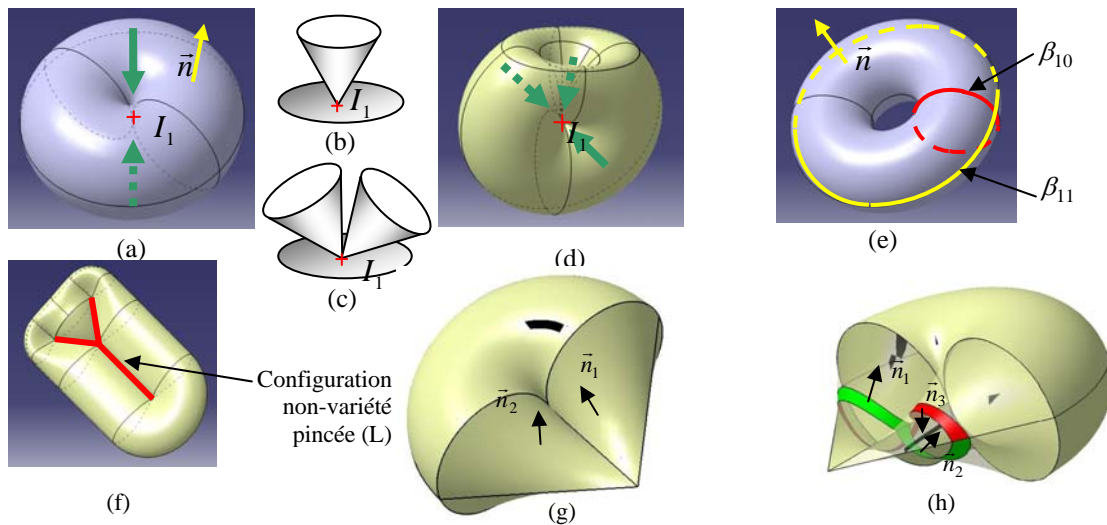 n⃗
I₁
(a)
I₁
(b)
I₁
(c)
I₁
(d)
n⃗
β₁₀
β₁₁
(e)
Configuration
non-variété
pincée (L)
(f)
n⃗₁
n⃗₂
(g)
n⃗₁
n⃗₃
n⃗₂
(h)